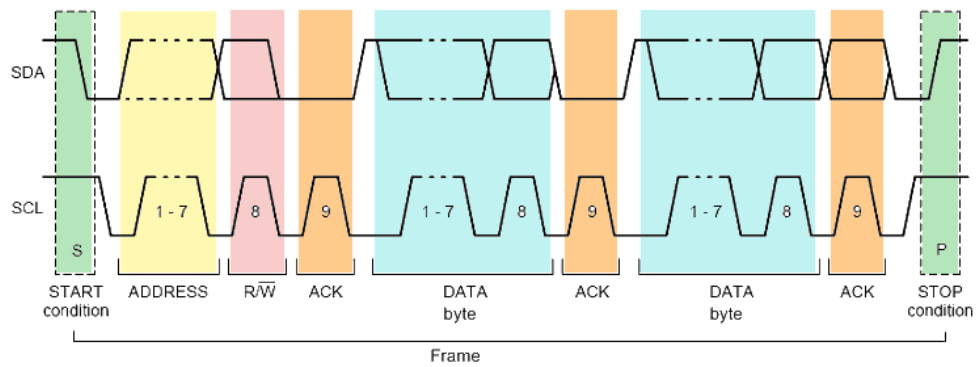 SDA
SCL
1 - 7
8
9
1 - 7
8
9
1 - 7
8
9
S
P
START
condition
ADDRESS
R/W̅
ACK
DATA
byte
ACK
DATA
byte
ACK
STOP
condition
Frame